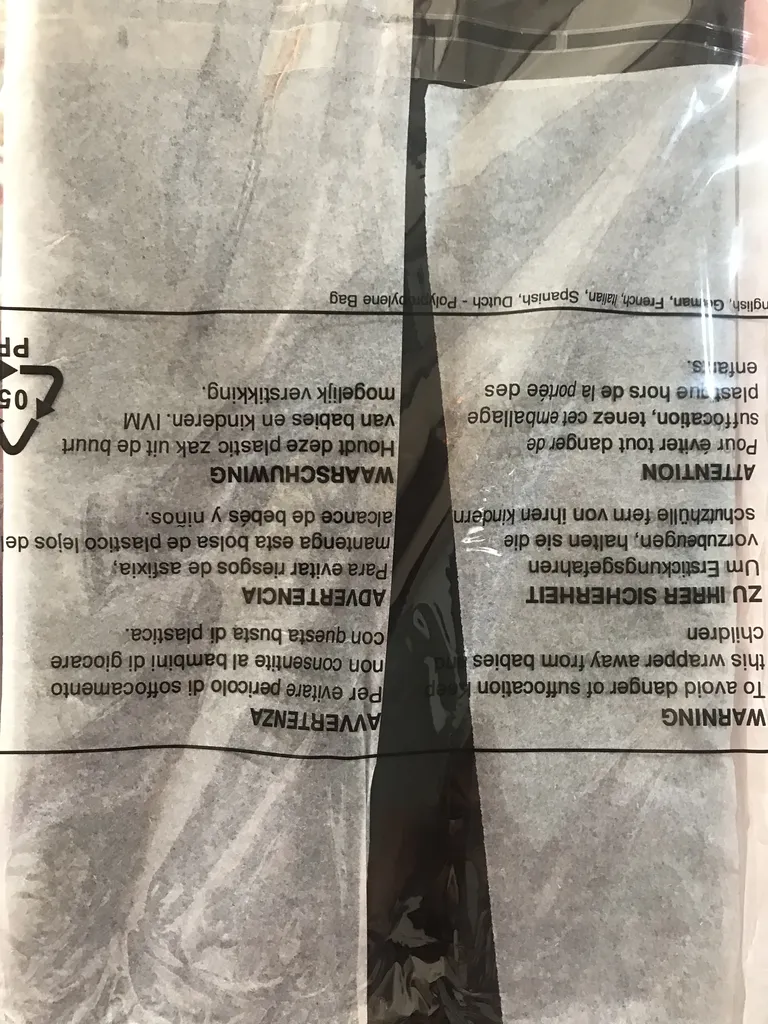 WARNING
To avoid danger of suffocation keep
this wrapper away from babies and
children
ZU IHRER SICHERHEIT
Um Erstickungsgefahren
vorzubeugen, halten sie die
schutzhülle fern von ihren kindern
ATTENTION
Pour éviter tout danger de
suffocation, tenez cet emballage
plastique hors de la portée des
enfants.
AVVERTENZA
Per evitare pericolo di soffocamento
non consentite al bambini di giocare
con questa busta di plastica.
ADVERTENCIA
Para evitar riesgos de asfixia,
mantenga esta bolsa de plastico lejos del
alcance de bebés y niños.
WAARSCHUWING
Houdt deze plastic zak uit de buurt
van babies en kinderen. IVM
mogelijk verstikking.
05
PP
English, German, French, Italian, Spanish, Dutch - Polypropylene Bag